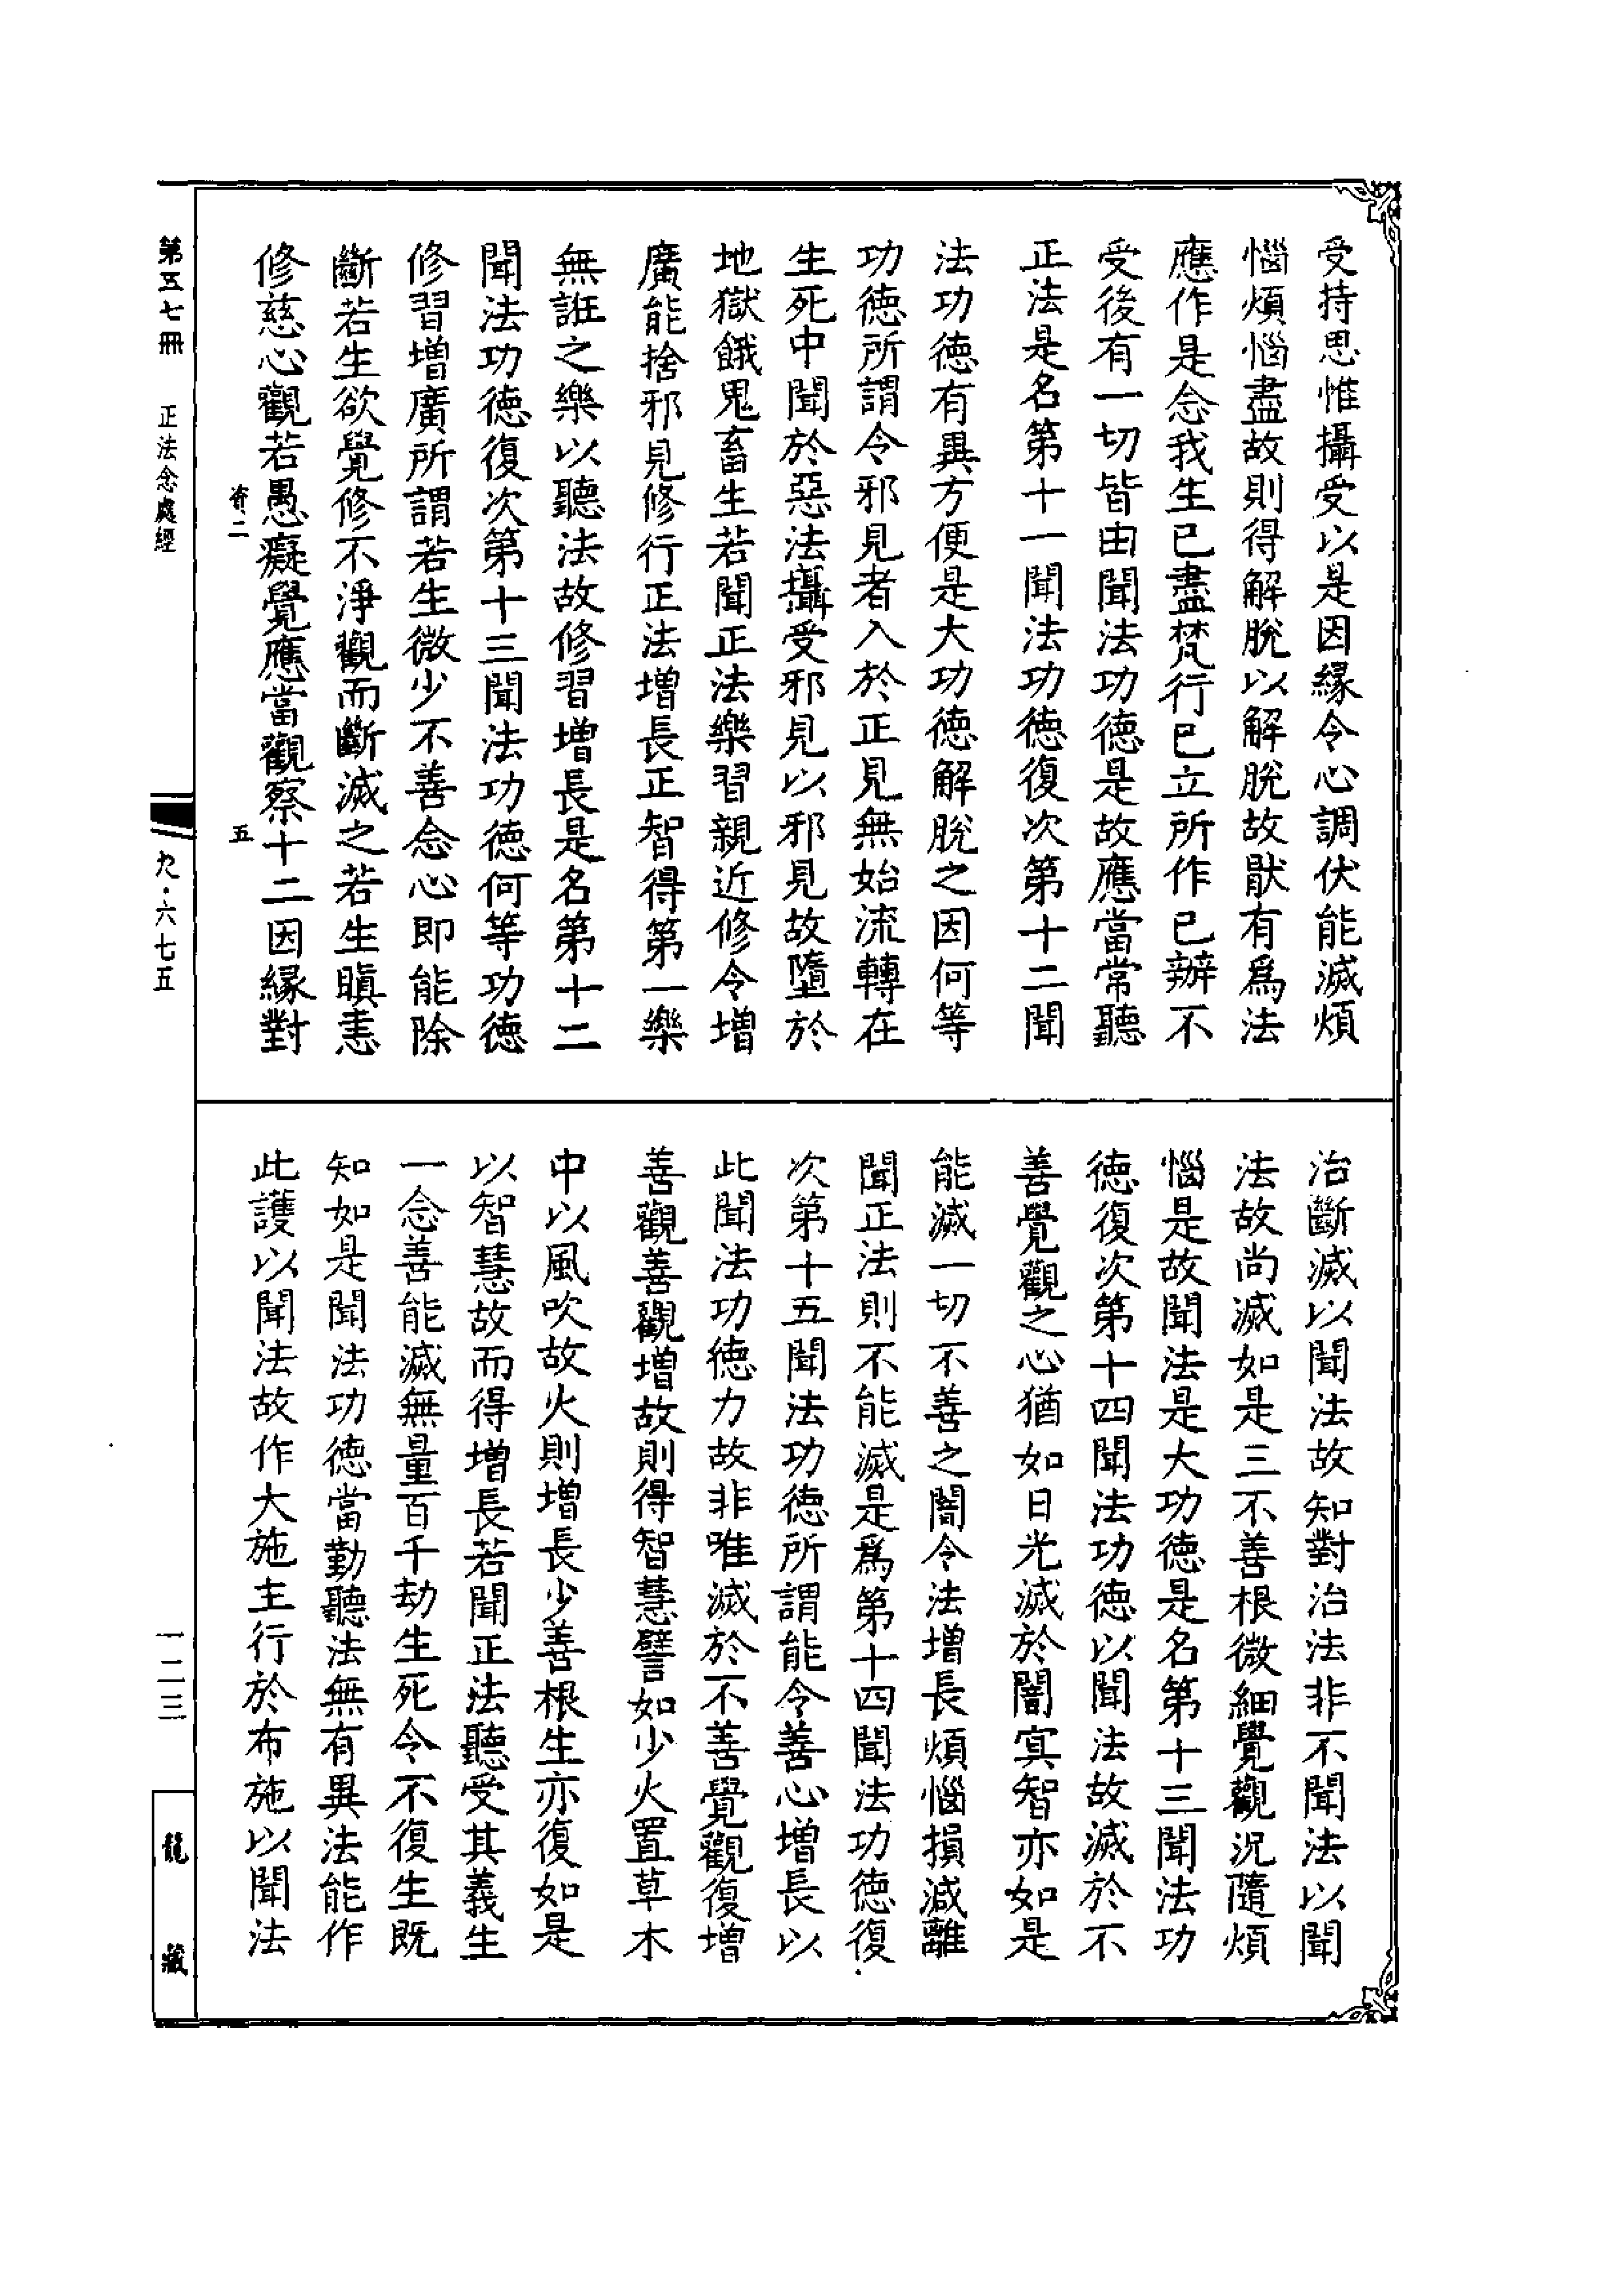 受持思惟攝受以是因緣令心調伏能滅煩
惱煩惱盡故則得解脫以解脫故猒有爲法
應作是念我生已盡梵行已立所作已辦不
受後有一切皆由聞法功德是故應當常聽
正法是名第十一聞法功德復次第十二聞
法功德有異方便是大功德解脫之因何等
功德所謂令邪見者入於正見無始流轉在
生死中聞於惡法攝受邪見以邪見故墮於
地獄餓鬼畜生若聞正法樂習親近修令增
廣能捨邪見修行正法增長正智得第一樂
無誑之樂以聽法故修習增長是名第十二
聞法功德復次第十三聞法功德何等功德
修習增廣所謂若生微少不善念心即能除
斷若生欲覺修不淨觀而斷滅之若生瞋恚
修慈心觀若愚癡覺應當觀察十二因緣對
治斷滅以聞法故知對治法非不聞法以聞
法故尚滅如是三不善根微細覺觀況隨煩
惱是故聞法是大功德是名第十三聞法功
德復次第十四聞法功德以聞法故滅於不
善覺觀之心猶如日光滅於闇冥智亦如是
能滅一切不善之闇令法增長煩惱損減離
聞正法則不能滅是爲第十四聞法功德復
次第十五聞法功德所謂能令善心增長以
此聞法功德力故非唯滅於不善覺觀復增
善觀善觀增故則得智慧譬如少火置草木
中以風吹故火則增長少善根生亦復如是
以智慧故而得增長若聞正法聽受其義生
一念善能滅無量百千劫生死令不復生既
知如是聞法功德當勤聽法無有異法能作
此護以聞法故作大施主行於布施以聞法
資二
五
第五七冊
正法念處經
九·六七五
一二三
龍藏